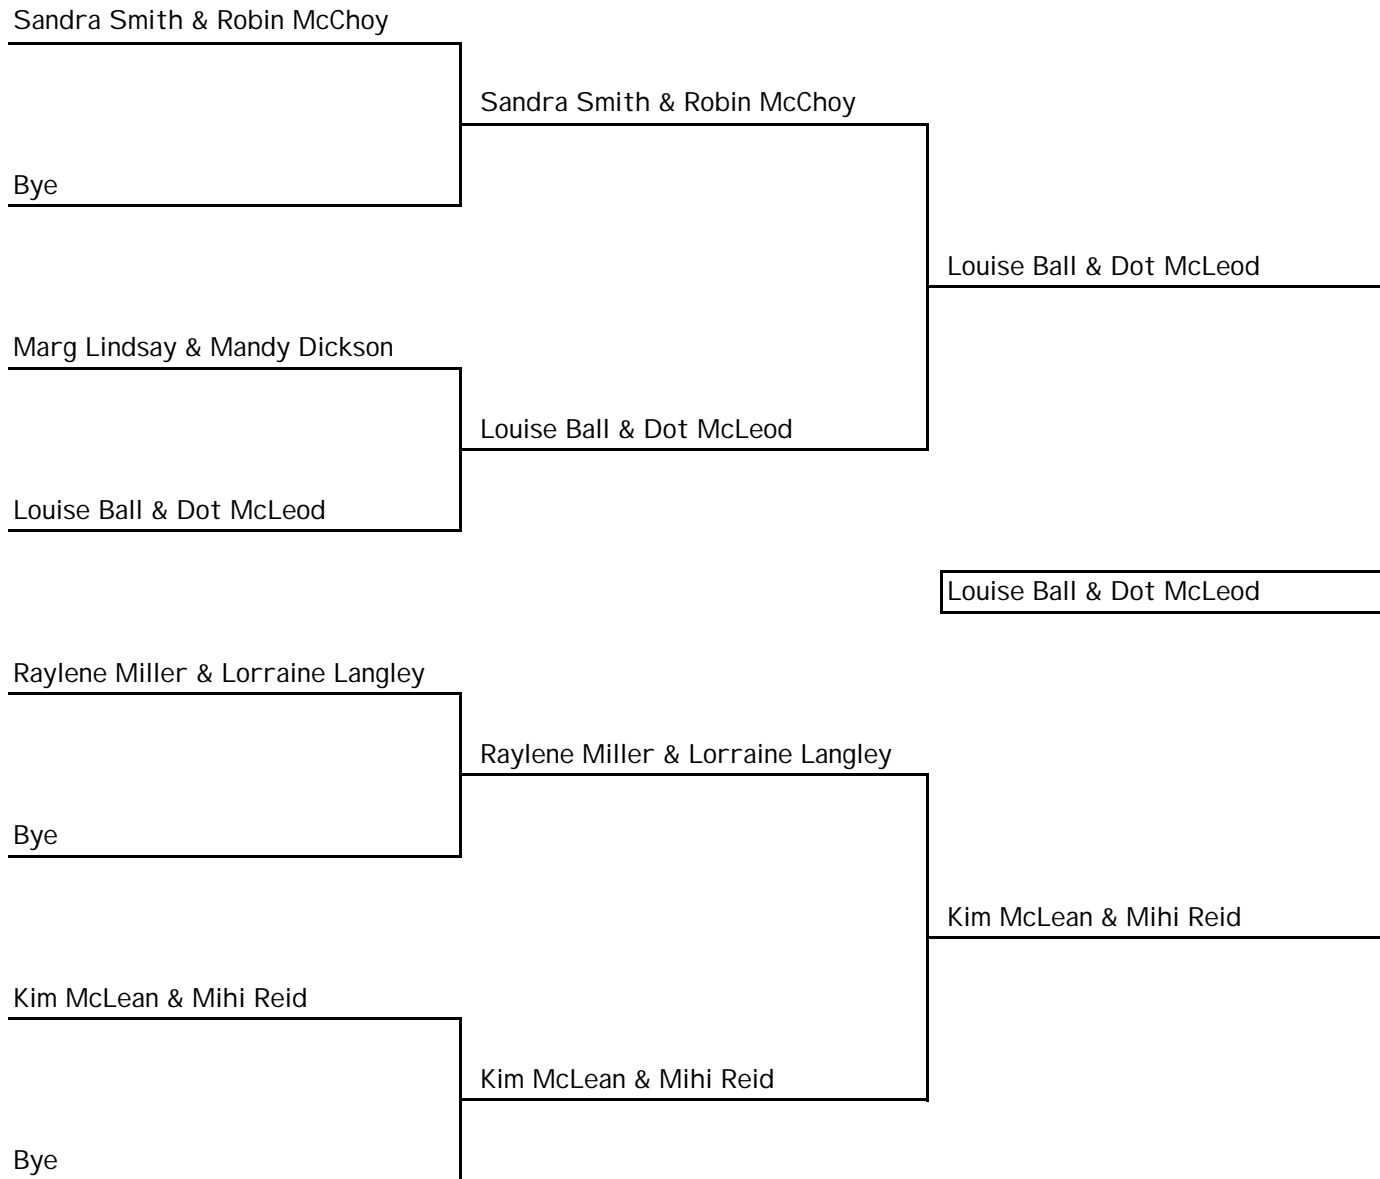 Sandra Smith & Robin McChoy
Sandra Smith & Robin McChoy
Bye
Louise Ball & Dot McLeod
Marg Lindsay & Mandy Dickson
Louise Ball & Dot McLeod
Louise Ball & Dot McLeod
Louise Ball & Dot McLeod
Raylene Miller & Lorraine Langley
Raylene Miller & Lorraine Langley
Bye
Kim McLean & Mihi Reid
Kim McLean & Mihi Reid
Kim McLean & Mihi Reid
Bye